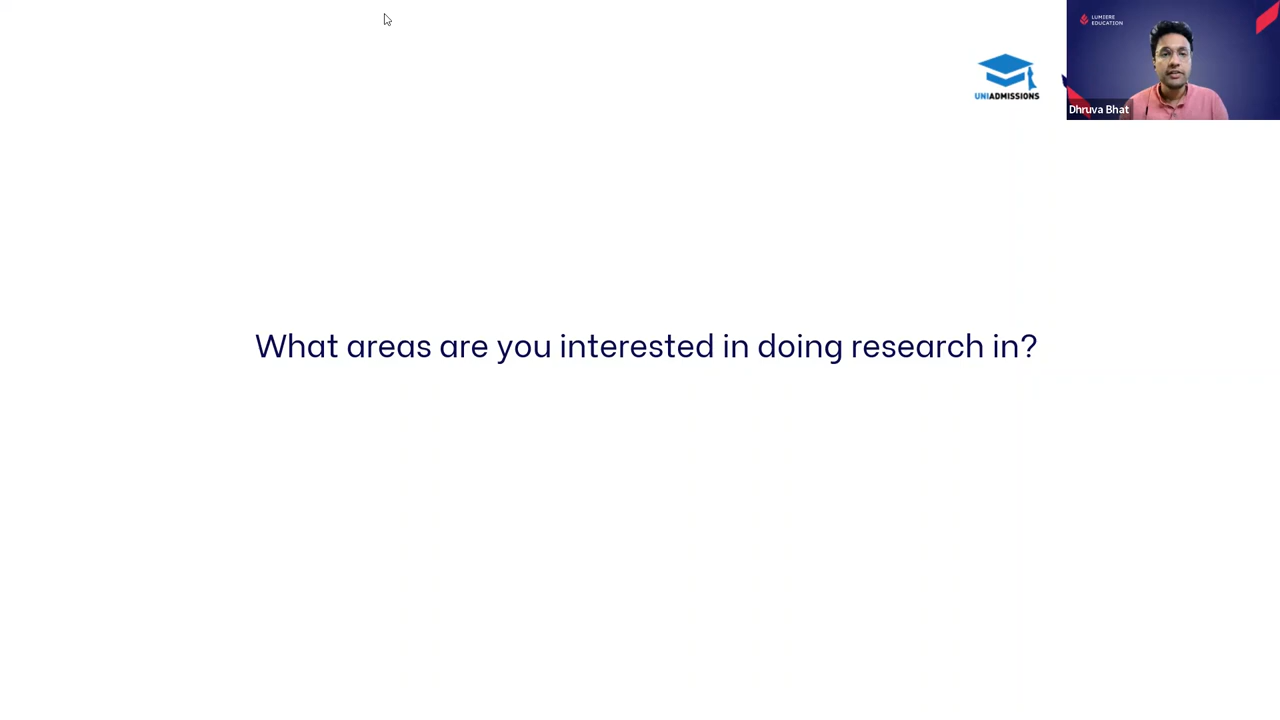 LUMIERE
EDUCATION
UNIADMISSIONS
Dhruva Bhat
What areas are you interested in doing research in?